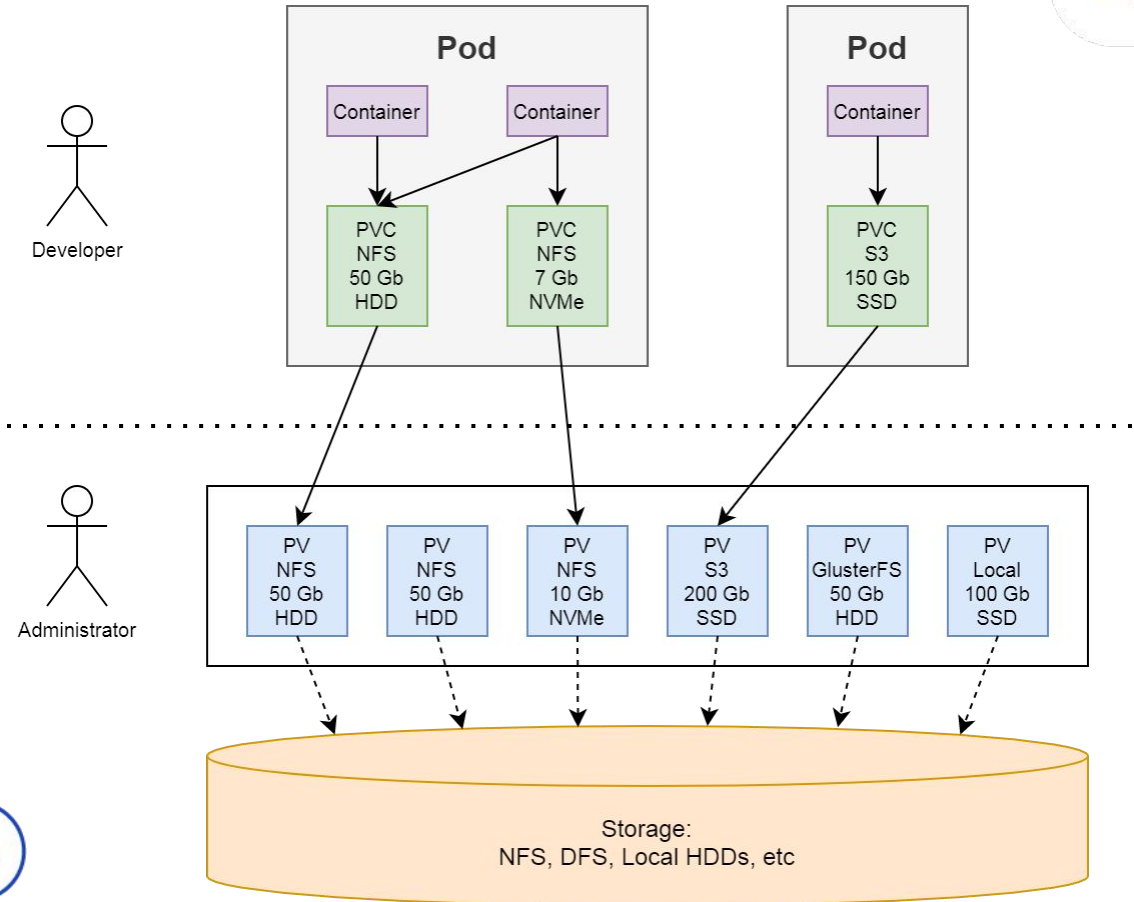 Pod
Pod
Container
Container
Container
Developer
PVC
NFS
50 Gb
HDD
PVC
NFS
7 Gb
NVMe
PVC
S3
150 Gb
SSD
Administrator
PV
NFS
50 Gb
HDD
PV
NFS
50 Gb
HDD
PV
NFS
10 Gb
NVMe
PV
S3
200 Gb
SSD
PV
GlusterFS
50 Gb
HDD
PV
Local
100 Gb
SSD
Storage:
NFS, DFS, Local HDDs, etc